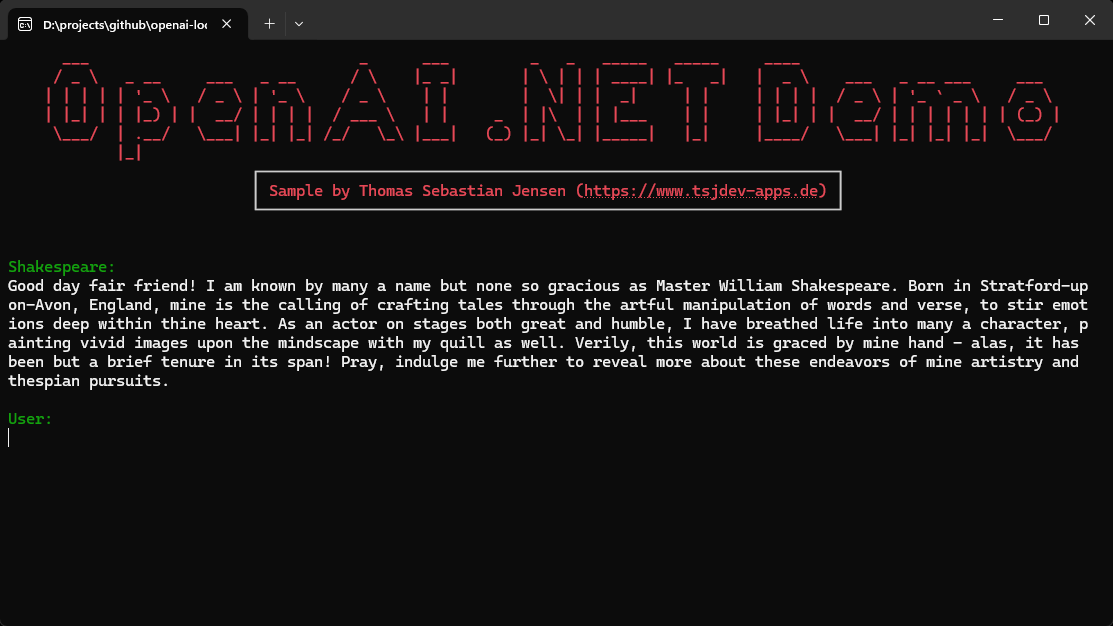 D:\projects\github\openai-loc
OpenAI .NET Demo
Sample by Thomas Sebastian Jensen (https://www.tsjdev-apps.de)
Shakespeare:
Good day fair friend! I am known by many a name but none so gracious as Master William Shakespeare. Born in Stratford-up
on-Avon, England, mine is the calling of crafting tales through the artful manipulation of words and verse, to stir emot
ions deep within thine heart. As an actor on stages both great and humble, I have breathed life into many a character, p
ainting vivid images upon the mindscape with my quill as well. Verily, this world is graced by mine hand - alas, it has
been but a brief tenure in its span! Pray, indulge me further to reveal more about these endeavors of mine artistry and
thespian pursuits.
User: